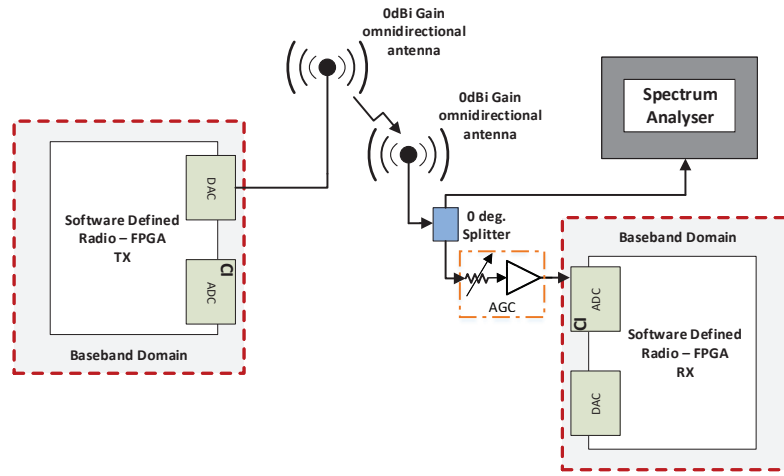 0dBi Gain
omnidirectional
antenna
0dBi Gain
omnidirectional
antenna
Spectrum
Analyser
DAC
Software Defined
Radio – FPGA
TX
CI
ADC
Baseband Domain
0 deg.
Splitter
AGC
Baseband Domain
ADC
CI
Software Defined
Radio – FPGA
RX
DAC